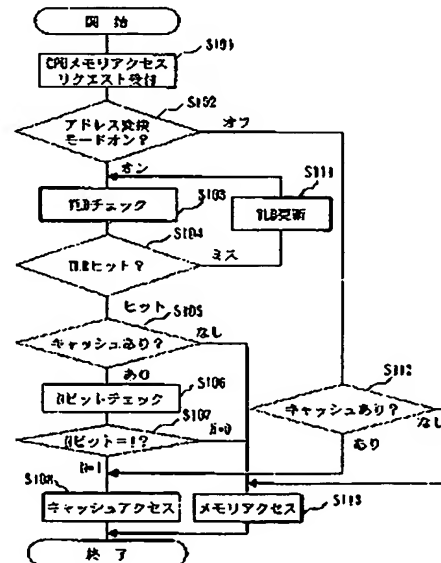 開始
S101
CPUメモリアクセス
リクエスト受付
S102
アドレス変換
モードオン?
オフ
オン
S103
TLBチェック
S111
TLB更新
S104
TLBヒット?
ミス
ヒット
S105
キャッシュあり?
なし
あり
S106
Nビットチェック
S107
Nビット=1?
N=0
N=1
S112
キャッシュあり?
なし
あり
S108
キャッシュアクセス
メモリアクセス
S113
終了